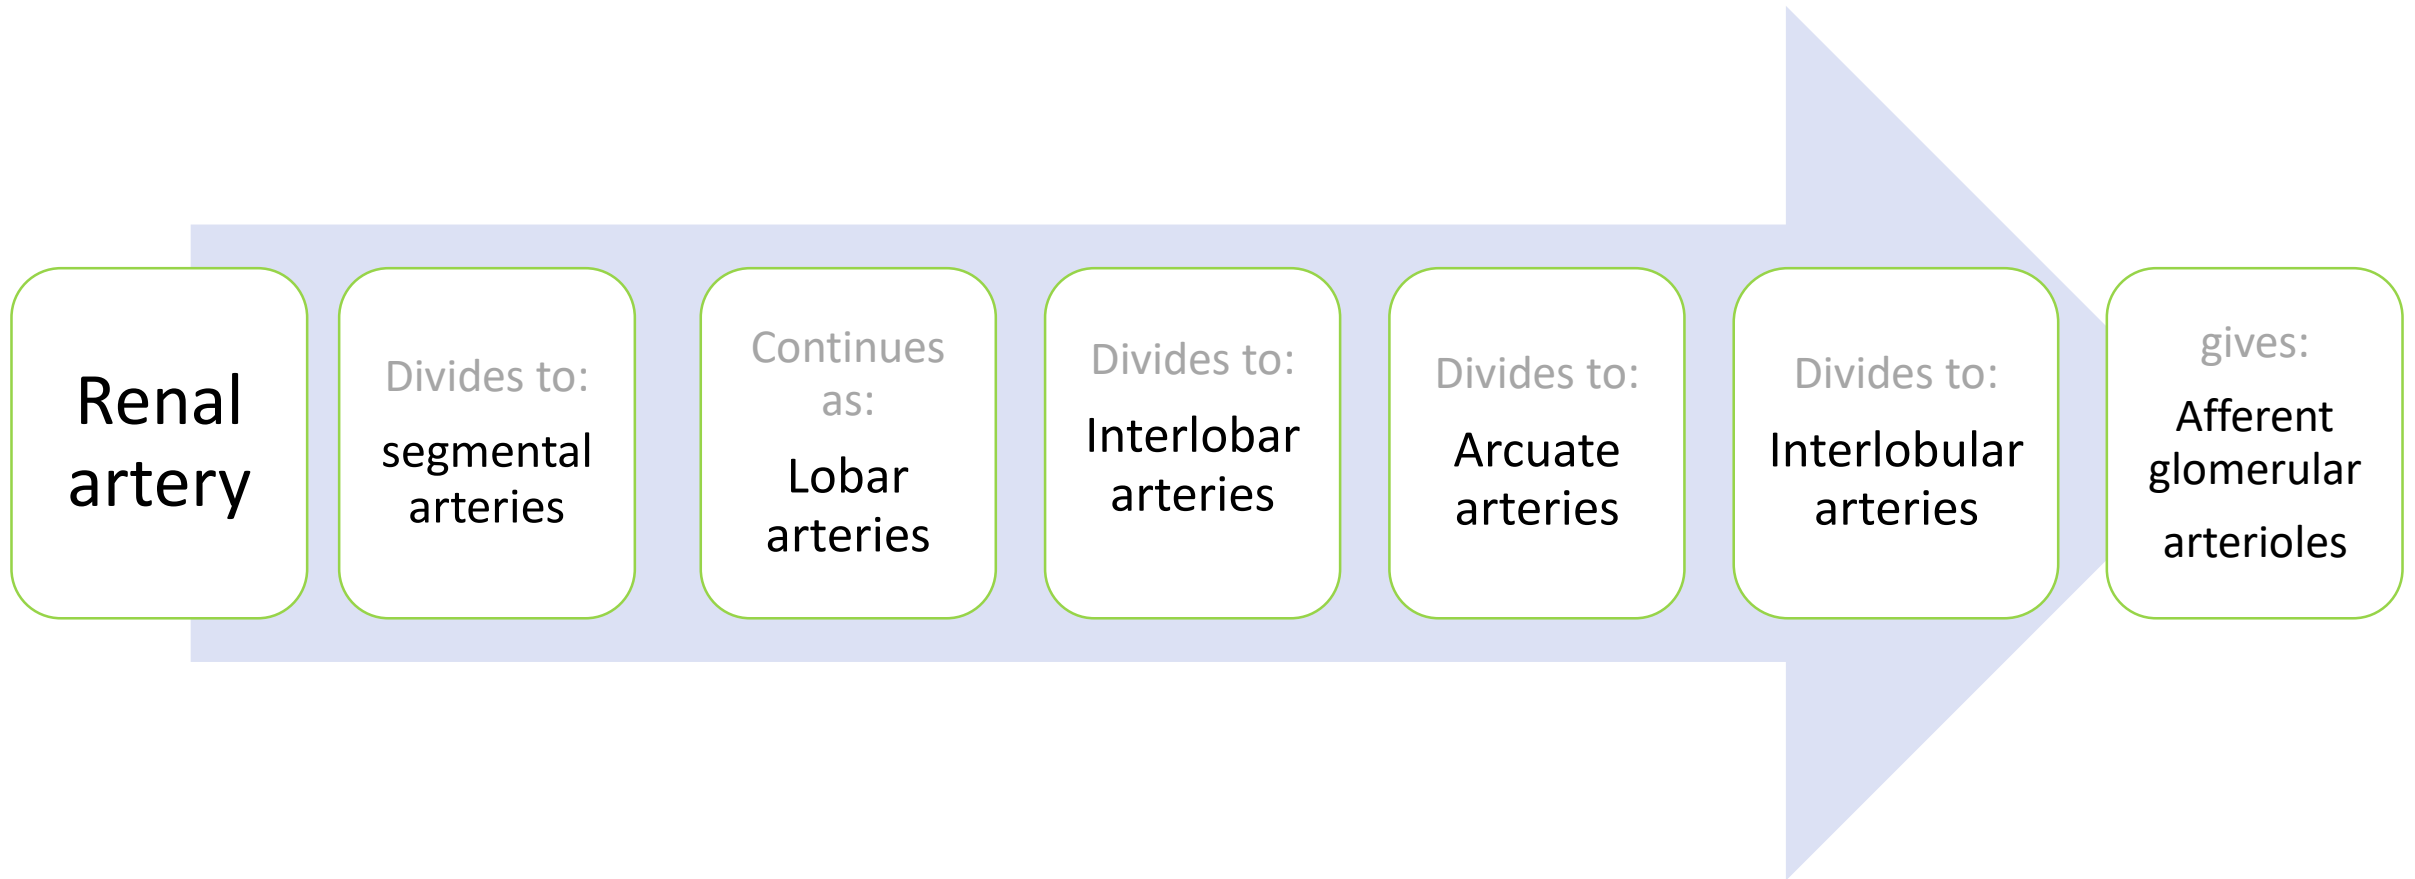 Renal
artery
Divides to:
segmental
arteries
Continues
as:
Lobar
arteries
Divides to:
Interlobar
arteries
Divides to:
Arcuate
arteries
Divides to:
Interlobular
arteries
gives:
Afferent
glomerular
arterioles